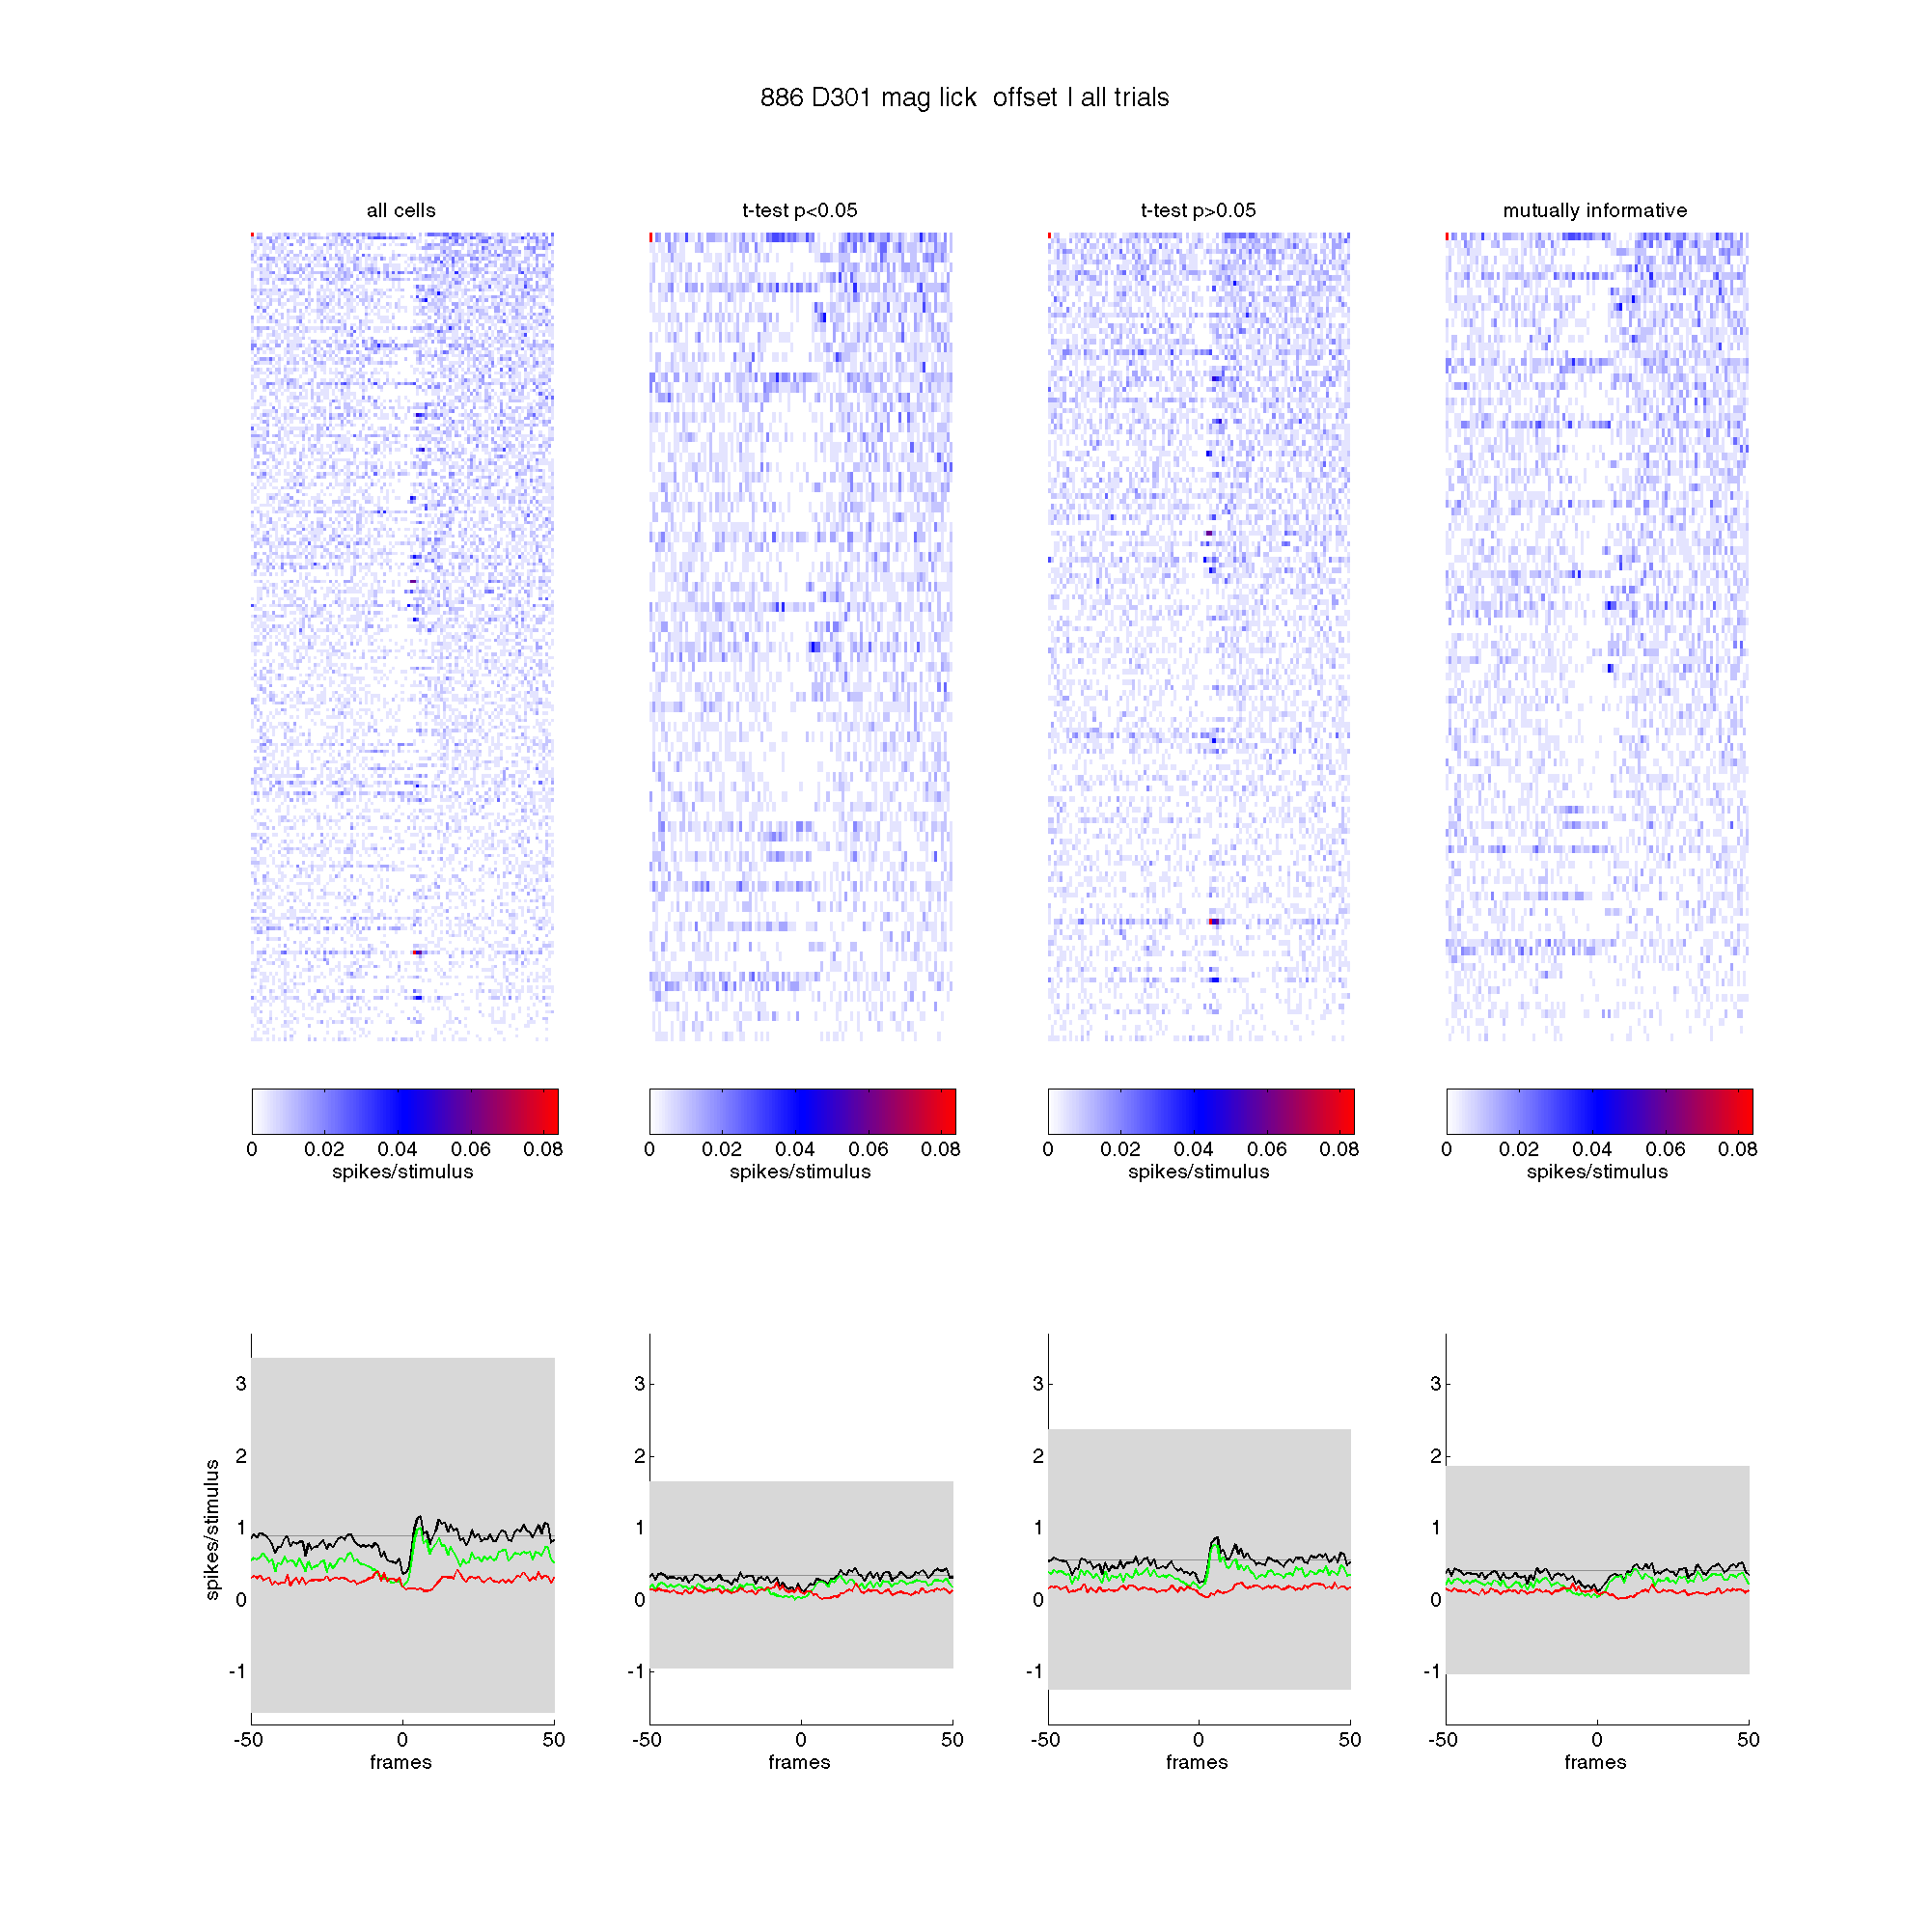 886 D301 mag lick  offset | all trials
all cells
t-test p<0.05
t-test p>0.05
mutually informative
0 0.02 0.04 0.06 0.08
spikes/stimulus
0 0.02 0.04 0.06 0.08
spikes/stimulus
0 0.02 0.04 0.06 0.08
spikes/stimulus
0 0.02 0.04 0.06 0.08
spikes/stimulus
spikes/stimulus
3
2
1
0
-1
-50 0 50
frames
3
2
1
0
-1
-50 0 50
frames
3
2
1
0
-1
-50 0 50
frames
3
2
1
0
-1
-50 0 50
frames